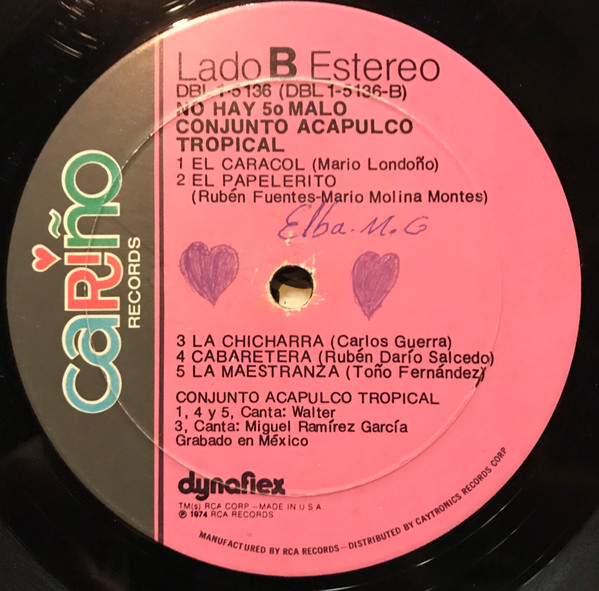 Lado B Estereo
DBL 1-5136 (DBL 1-5136-B)
NO HAY 5o MALO
CONJUNTO ACAPULCO
TROPICAL
1 EL CARACOL (Mario Londoño)
2 EL PAPELERITO
(Rubén Fuentes-Mario Molina Montes)
Elba. M. G
CARIÑO
RECORDS
3 LA CHICHARRA (Carlos Guerra)
4 CABARETERA (Rubén Darío Salcedo)
5 LA MAESTRANZA (Toño Fernández)
CONJUNTO ACAPULCO TROPICAL
1, 4 y 5, Canta: Walter
3, Canta: Miguel Ramírez García
Grabado en México
dynaflex
TM(s) RCA CORP – MADE IN U.S.A.
℗ 1974 RCA RECORDS
MANUFACTURED BY RCA RECORDS—DISTRIBUTED BY CAYTRONICS RECORDS CORP